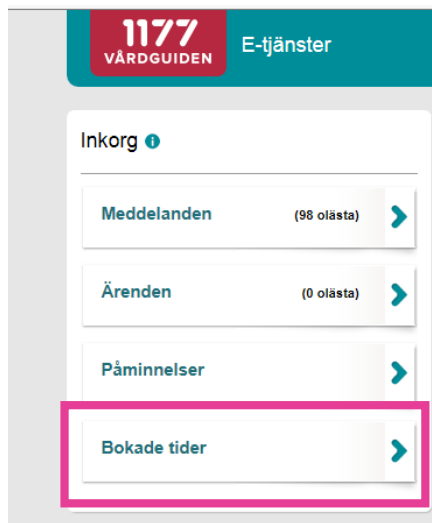 1177
VÅRDGUIDEN
E-tjänster
Inkorg
Meddelanden (98 olästa)
Ärenden (0 olästa)
Påminnelser
Bokade tider